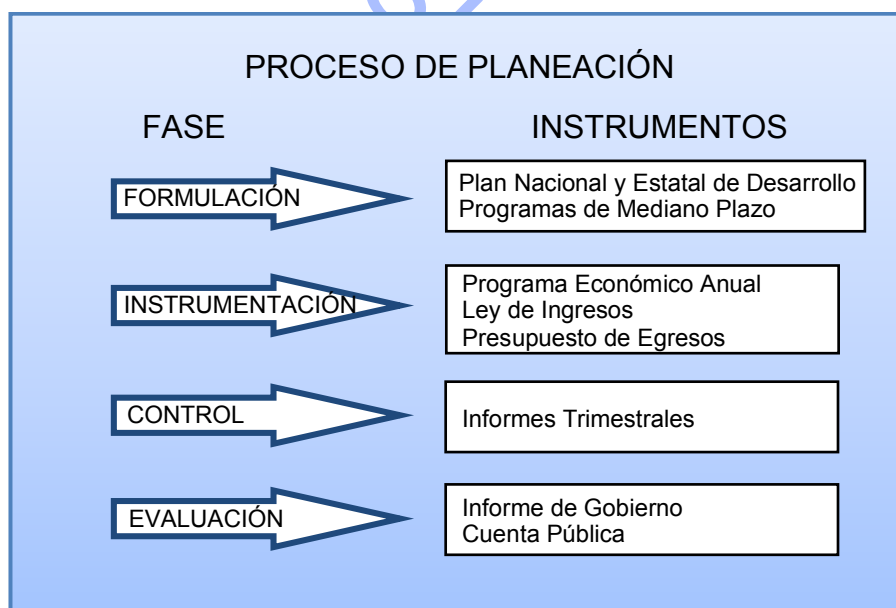 PROCESO DE PLANEACIÓN
FASE
INSTRUMENTOS
FORMULACIÓN
Plan Nacional y Estatal de Desarrollo
Programas de Mediano Plazo
INSTRUMENTACIÓN
Programa Económico Anual
Ley de Ingresos
Presupuesto de Egresos
CONTROL
Informes Trimestrales
EVALUACIÓN
Informe de Gobierno
Cuenta Pública